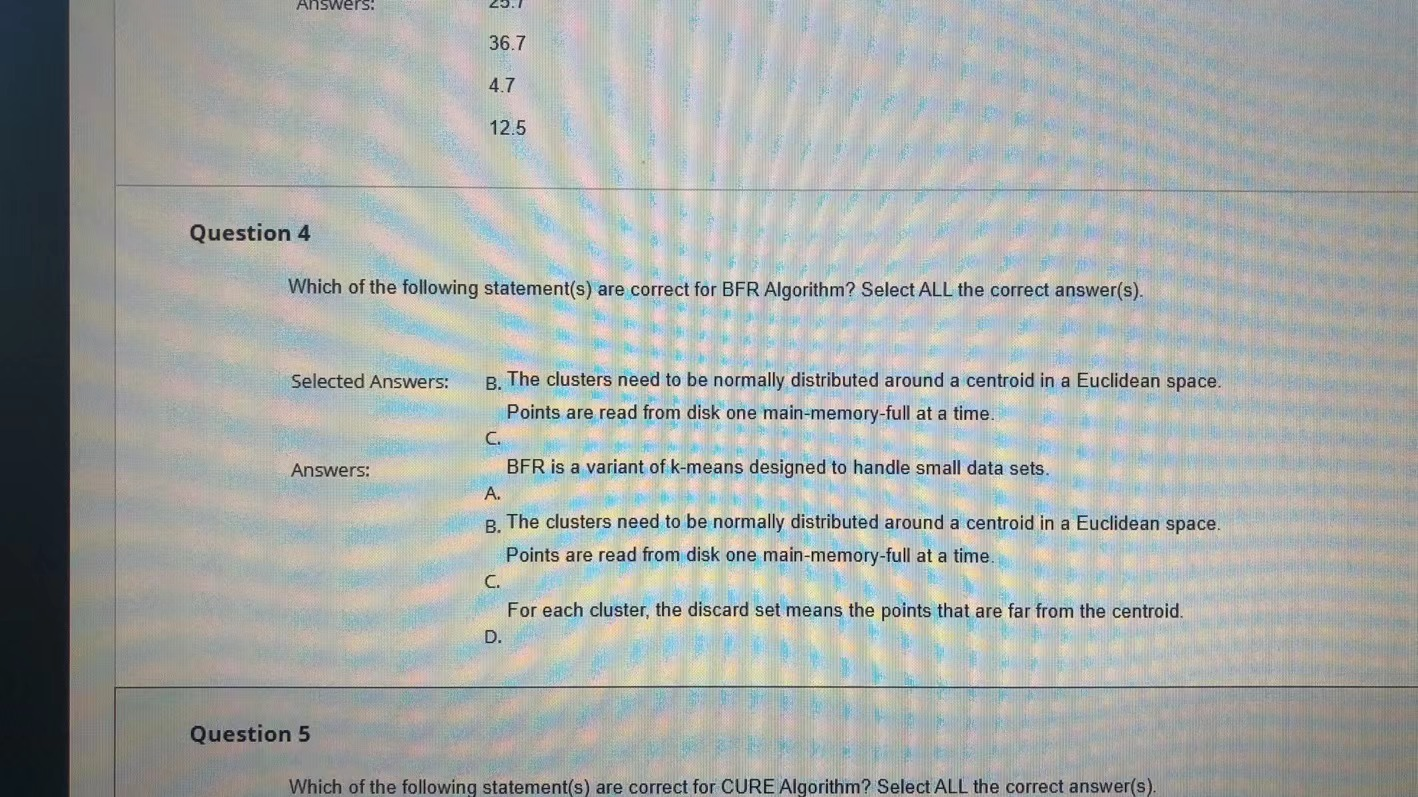 Answers:
25.7
36.7
4.7
12.5
Question 4
Which of the following statement(s) are correct for BFR Algorithm? Select ALL the correct answer(s).
Selected Answers:
B. The clusters need to be normally distributed around a centroid in a Euclidean space.
Points are read from disk one main-memory-full at a time.
C.
Answers:
BFR is a variant of k-means designed to handle small data sets.
A.
B. The clusters need to be normally distributed around a centroid in a Euclidean space.
Points are read from disk one main-memory-full at a time.
C.
For each cluster, the discard set means the points that are far from the centroid.
D.
Question 5
Which of the following statement(s) are correct for CURE Algorithm? Select ALL the correct answer(s).